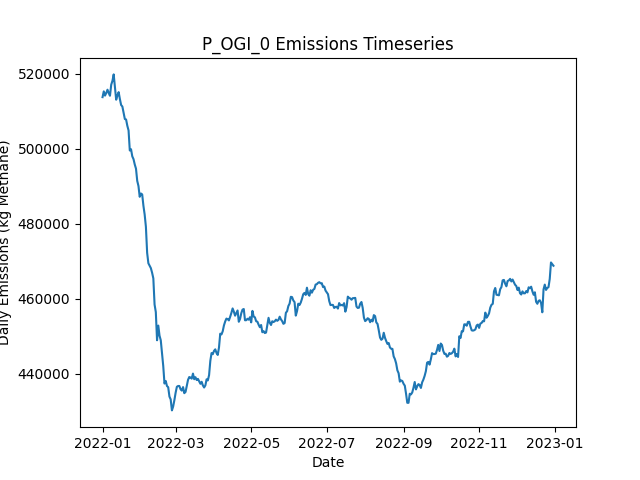 P_OGI_0 Emissions Timeseries
520000
500000
480000
460000
440000
Daily Emissions (kg Methane)
2022-01 2022-03 2022-05 2022-07 2022-09 2022-11 2023-01
Date